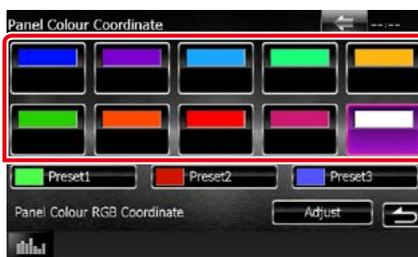 Panel Colour Coordinate --:--
Preset1 Preset2 Preset3
Panel Colour RGB Coordinate Adjust